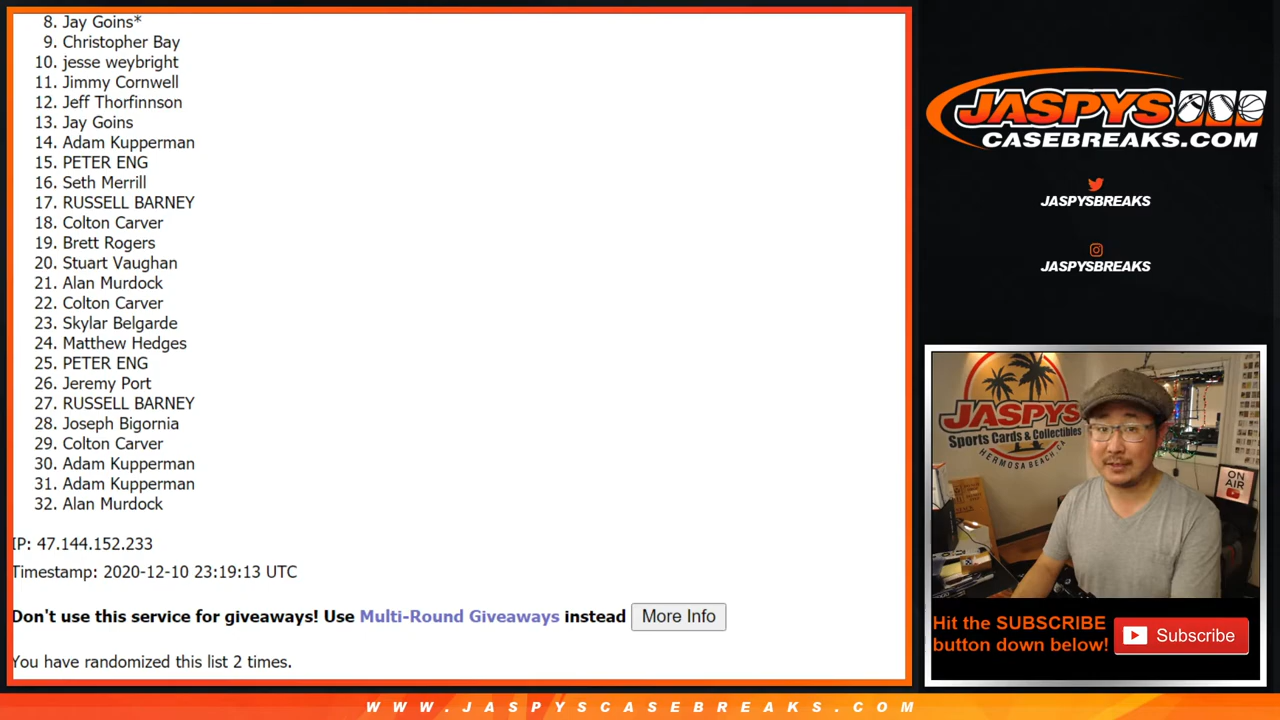 8. Jay Goins*
9. Christopher Bay
10. jesse weybright
11. Jimmy Cornwell
12. Jeff Thorfinnson
13. Jay Goins
14. Adam Kupperman
15. PETER ENG
16. Seth Merrill
17. RUSSELL BARNEY
18. Colton Carver
19. Brett Rogers
20. Stuart Vaughan
21. Alan Murdock
22. Colton Carver
23. Skylar Belgarde
24. Matthew Hedges
25. PETER ENG
26. Jeremy Port
27. RUSSELL BARNEY
28. Joseph Bigornia
29. Colton Carver
30. Adam Kupperman
31. Adam Kupperman
32. Alan Murdock
IP: 47.144.152.233
Timestamp: 2020-12-10 23:19:13 UTC
Don't use this service for giveaways! Use Multi-Round Giveaways instead More Info
You have randomized this list 2 times.
JASPYS
CASEBREAKS.COM
JASPYSBREAKS
JASPYSBREAKS
JASPYS
Sports Cards & Collectibles
HERMOSA BEACH, CA
ON AIR
Hit the SUBSCRIBE
button down below!
Subscribe
WWW.JASPYSCASEBREAKS.COM